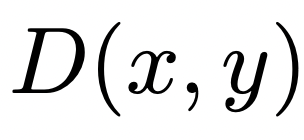 D(x, y)